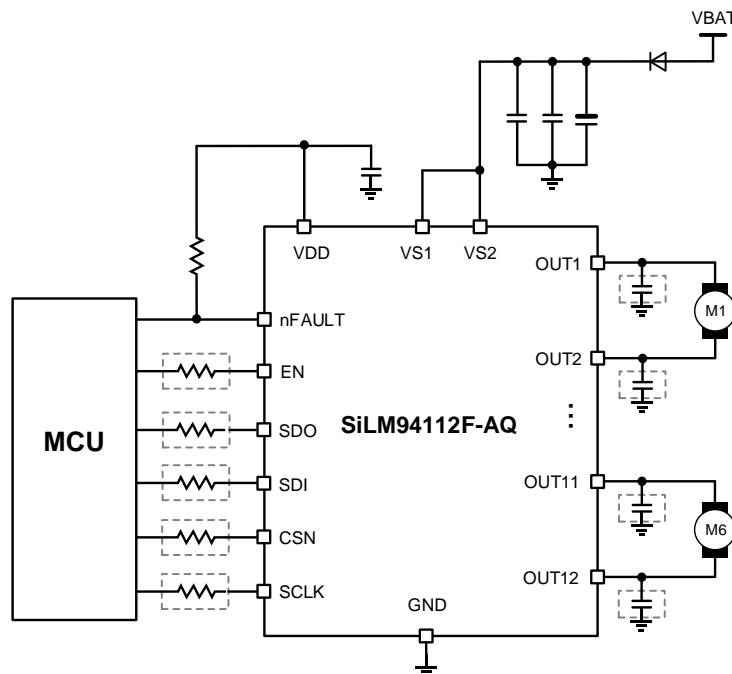 VBAT
VDD
VS1
VS2
OUT1
M1
nFAULT
EN
OUT2
MCU
SDO
SiLM94112F-AQ
...
SDI
OUT11
CSN
M6
SCLK
OUT12
GND